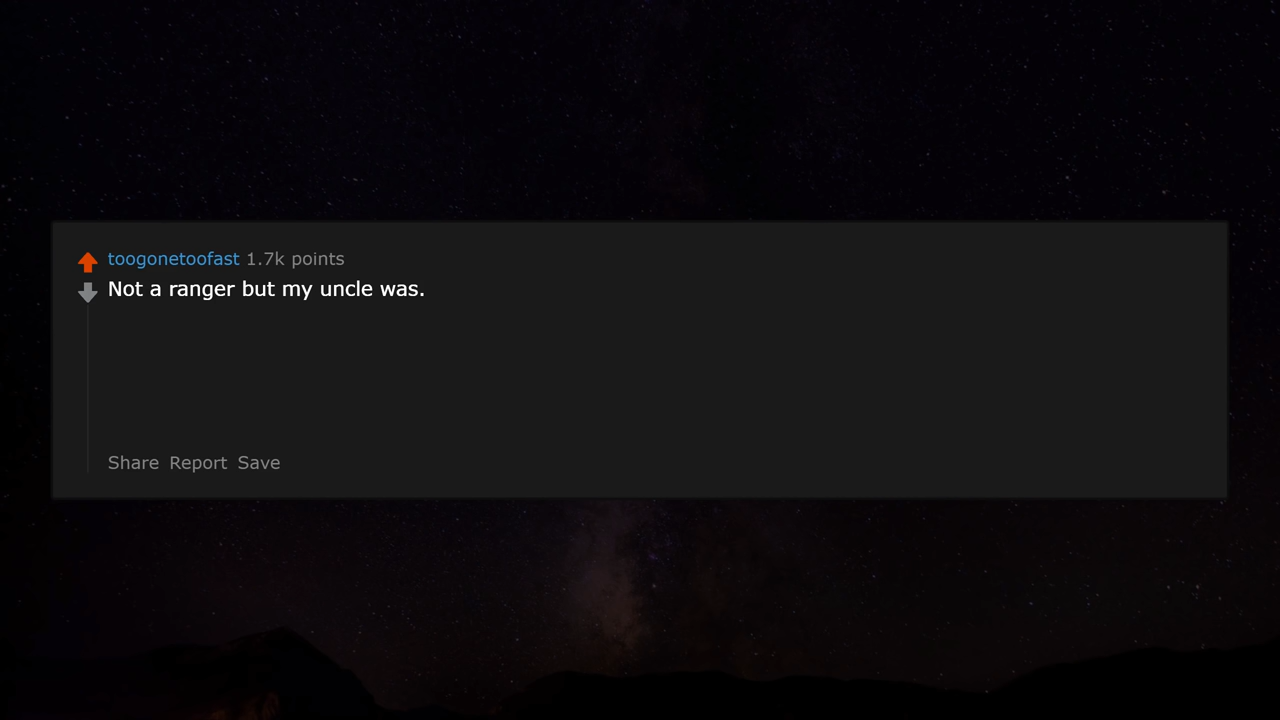 toogonetoofast 1.7k points
Not a ranger but my uncle was.
Share Report Save